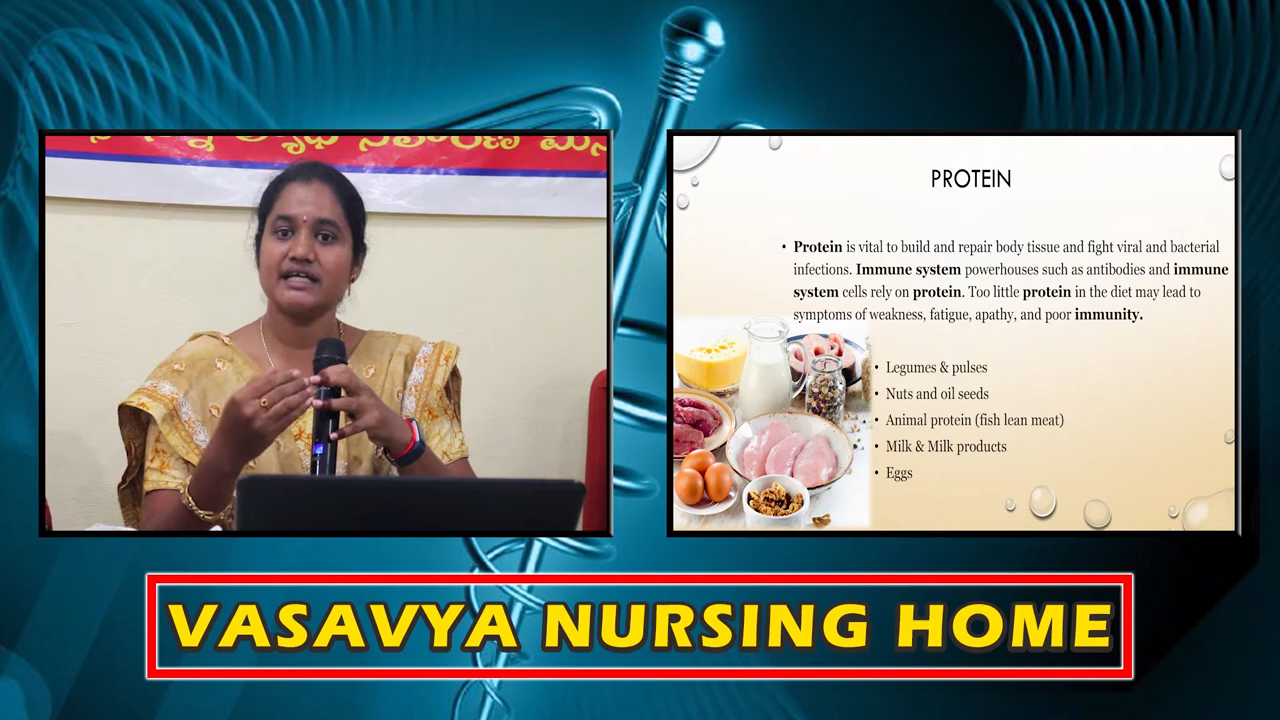 PROTEIN
• Protein is vital to build and repair body tissue and fight viral and bacterial
infections. Immune system powerhouses such as antibodies and immune
system cells rely on protein. Too little protein in the diet may lead to
symptoms of weakness, fatigue, apathy, and poor immunity.
• Legumes & pulses
• Nuts and oil seeds
• Animal protein (fish lean meat)
• Milk & Milk products
• Eggs
VASAVYA NURSING HOME